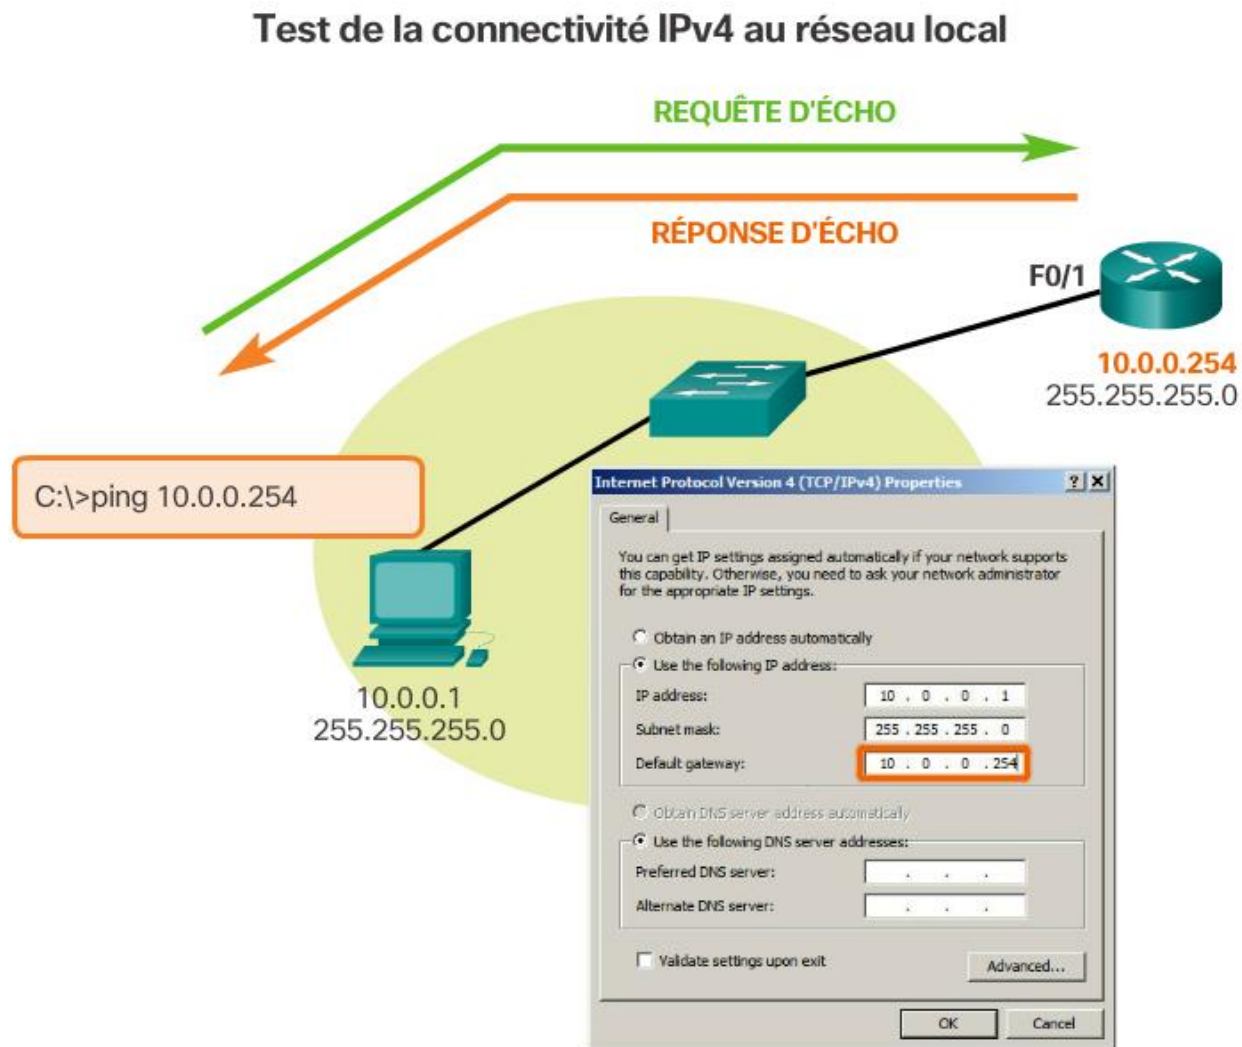 Test de la connectivité IPv4 au réseau local
REQUÊTE D'ÉCHO
RÉPONSE D'ÉCHO
F0/1
10.0.0.254
255.255.255.0
C:\>ping 10.0.0.254
10.0.0.1
255.255.255.0
Internet Protocol Version 4 (TCP/IPv4) Properties
General
You can get IP settings assigned automatically if your network supports
this capability. Otherwise, you need to ask your network administrator
for the appropriate IP settings.
Obtain an IP address automatically
Use the following IP address:
IP address: 10 . 0 . 0 . 1
Subnet mask: 255 . 255 . 255 . 0
Default gateway: 10 . 0 . 0 . 254
Obtain DNS server address automatically
Use the following DNS server addresses:
Preferred DNS server: . . .
Alternate DNS server: . . .
Validate settings upon exit
Advanced...
OK Cancel